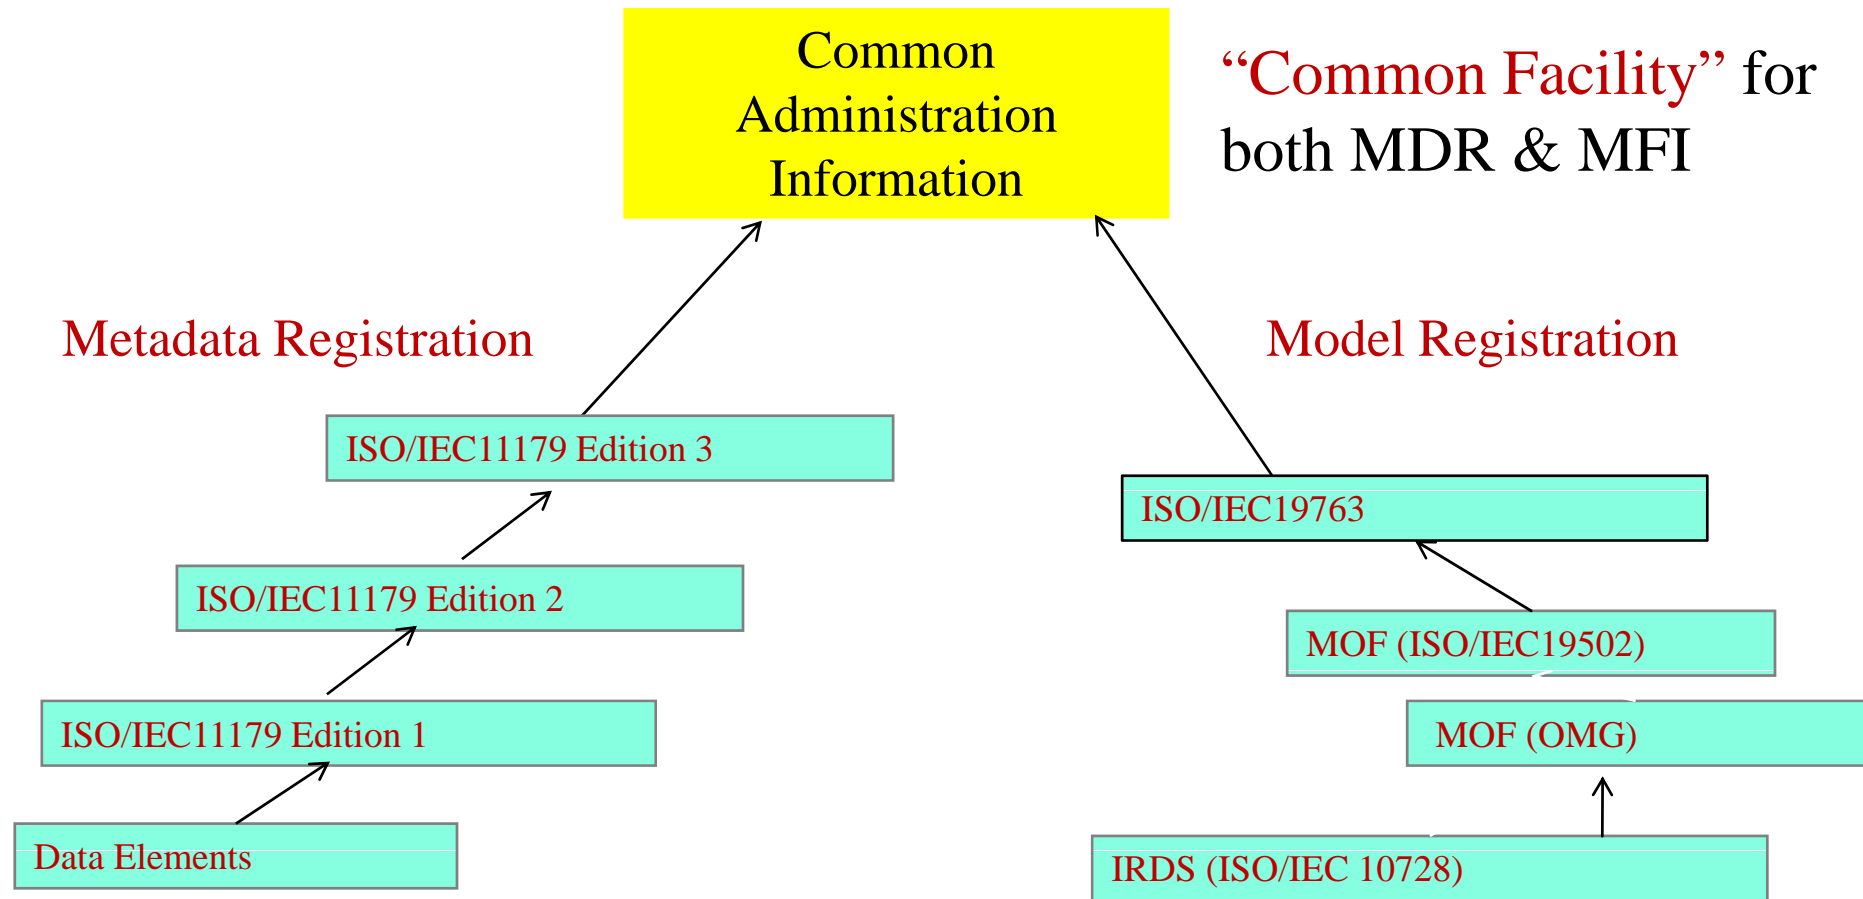 Common
Administration
Information
“Common Facility” for
both MDR & MFI
Metadata Registration
Model Registration
ISO/IEC11179 Edition 3
ISO/IEC19763
ISO/IEC11179 Edition 2
MOF (ISO/IEC19502)
ISO/IEC11179 Edition 1
MOF (OMG)
Data Elements
IRDS (ISO/IEC 10728)